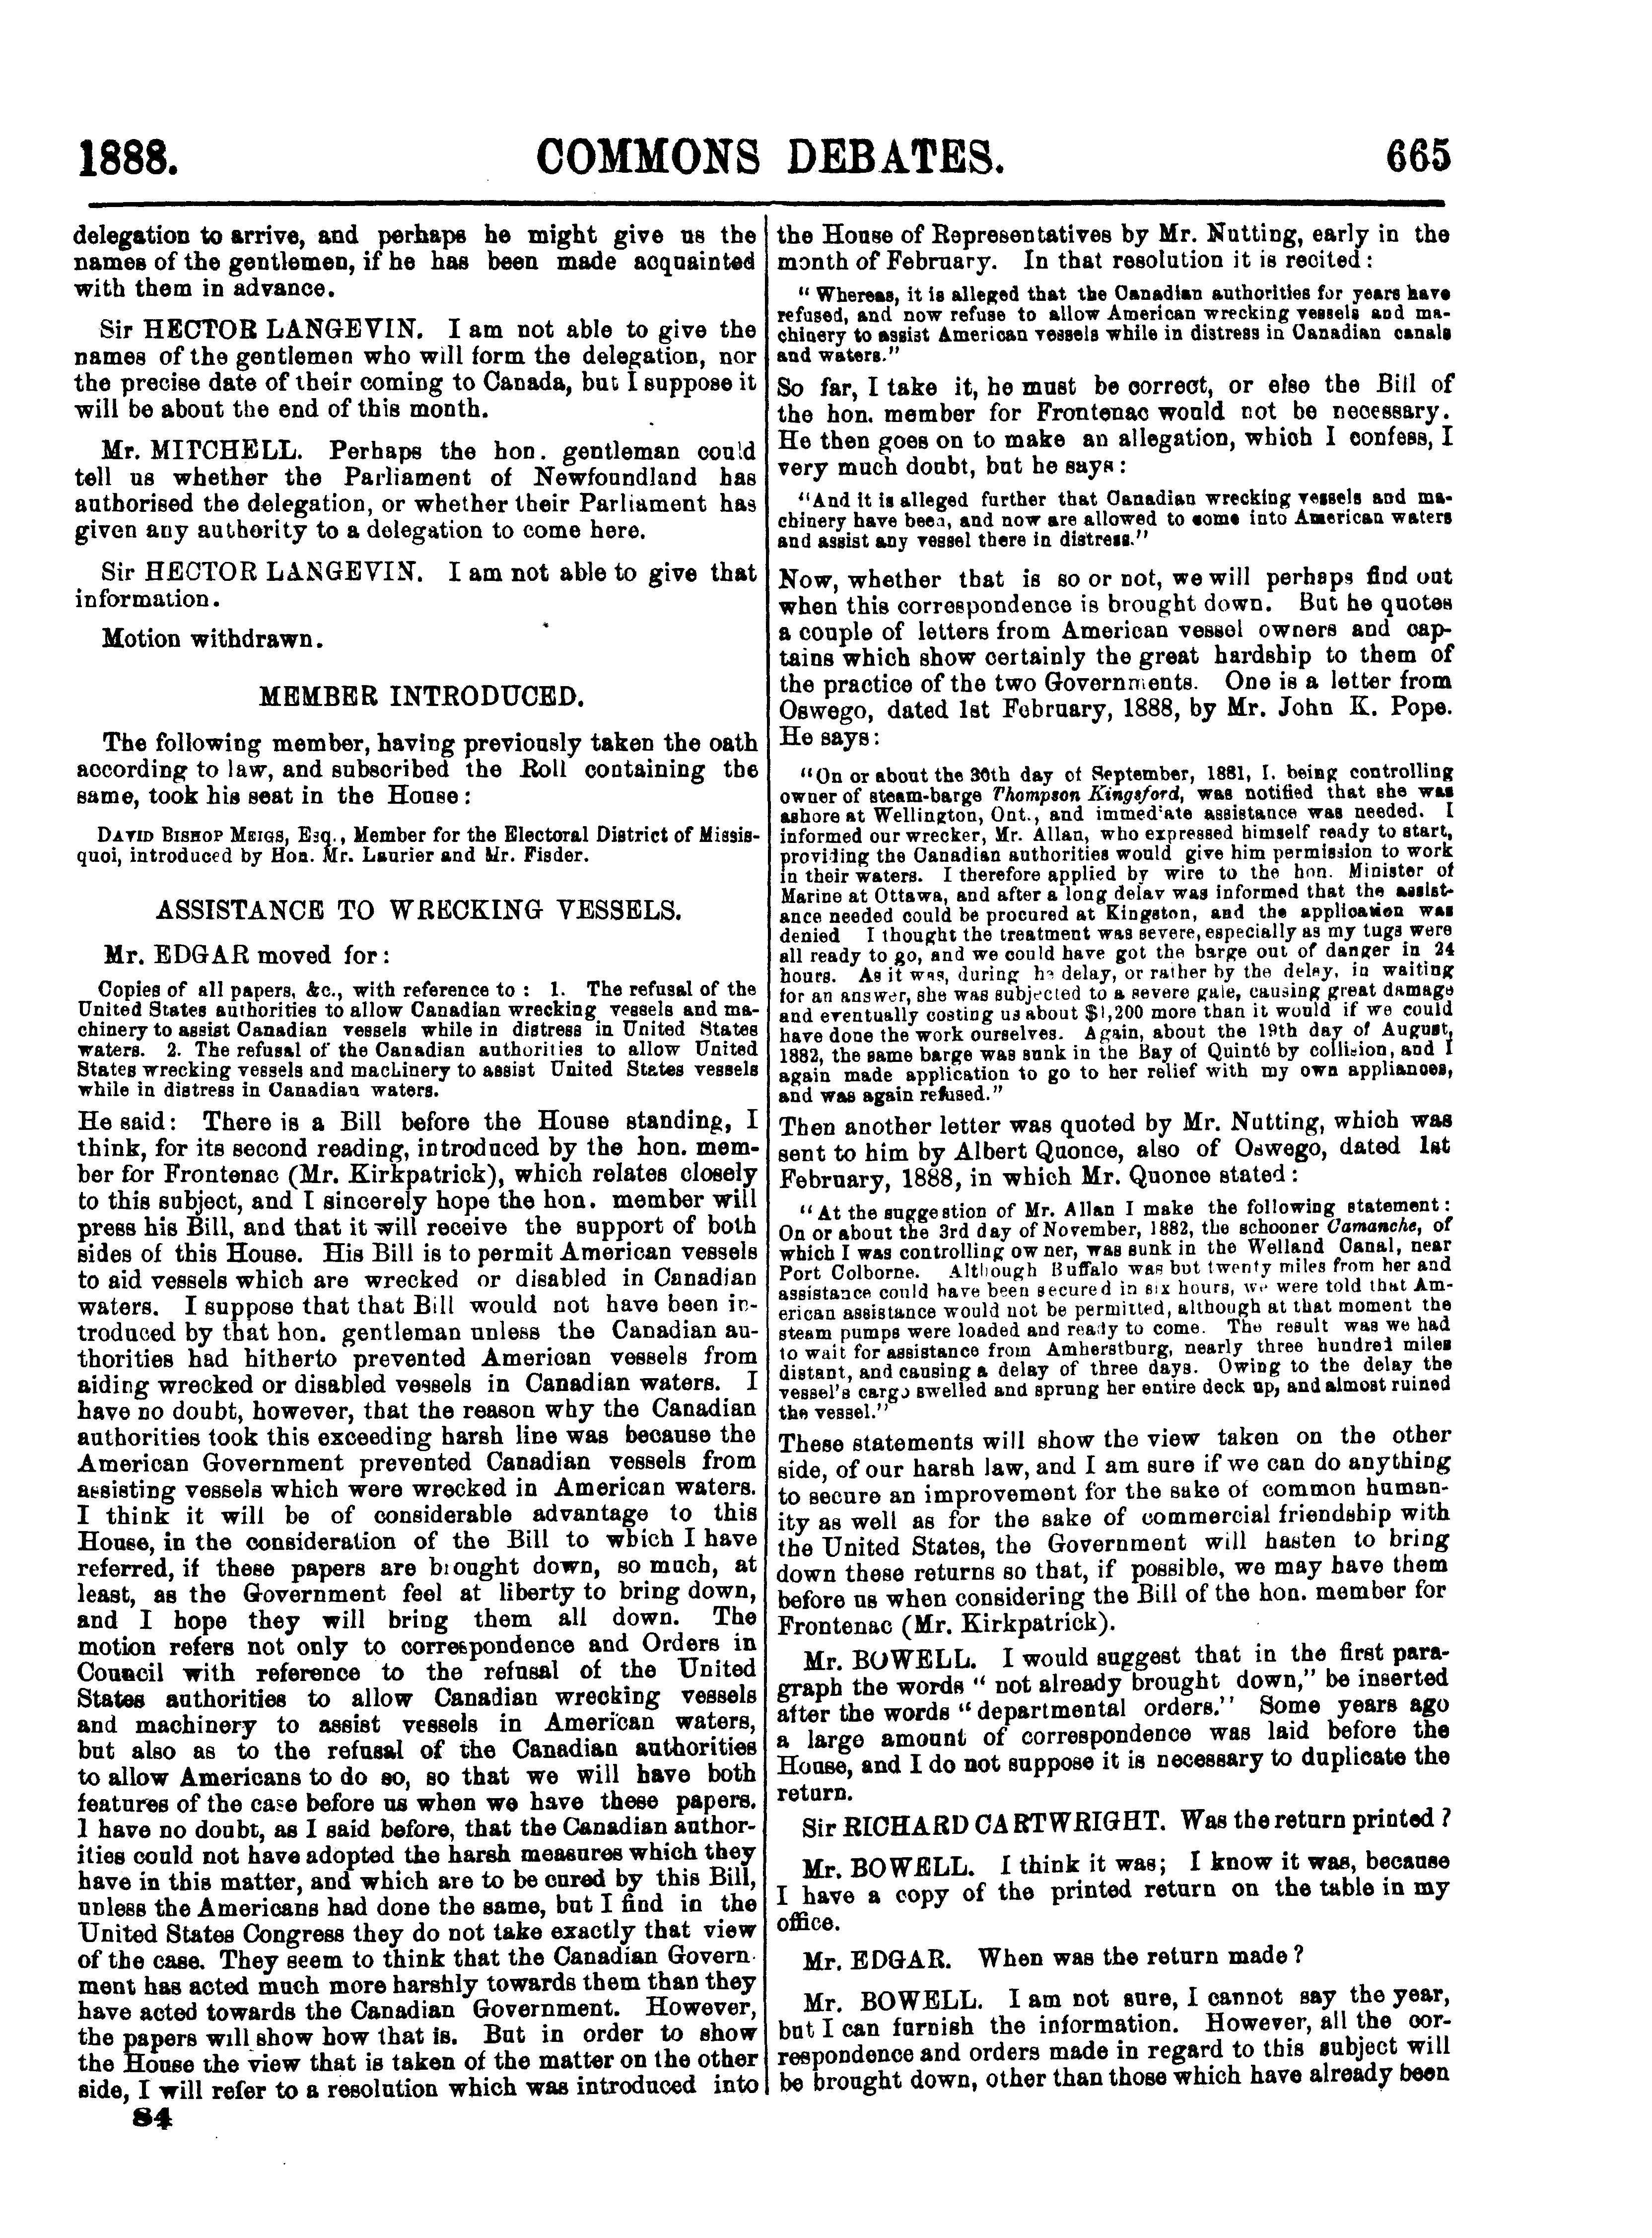 1888. COMMONS DEBATES. 665
delegation to arrive, and perhaps he might give us the
names of the gentlemen, if he has been made acquainted
with them in advance.
Sir HECTOR LANGEVIN. I am not able to give the
names of the gentlemen who will form the delegation, nor
the precise date of their coming to Canada, but I suppose it
will be about the end of this month.
Mr. MITCHELL. Perhaps the hon. gentleman could
tell us whether the Parliament of Newfoundland has
authorised the delegation, or whether their Parliament has
given any authority to a delegation to come here.
Sir HECTOR LANGEVIN. I am not able to give that
information.
Motion withdrawn.
MEMBER INTRODUCED.
The following member, having previously taken the oath
according to law, and subscribed the Roll containing the
same, took his seat in the House:
DAVID BISHOP MEIGS, Esq., Member for the Electoral District of Missis-
quoi, introduced by Hon. Mr. Laurier and Mr. Fisder.
ASSISTANCE TO WRECKING VESSELS.
Mr. EDGAR moved for:
Copies of all papers, &c., with reference to: 1. The refusal of the
United States authorities to allow Canadian wrecking vessels and ma-
chinery to assist Canadian vessels while in distress in United States
waters. 2. The refusal of the Canadian authorities to allow United
States wrecking vessels and machinery to assist United States vessels
while in distress in Canadian waters.
He said: There is a Bill before the House standing, I
think, for its second reading, introduced by the hon. mem-
ber for Frontenac (Mr. Kirkpatrick), which relates closely
to this subject, and I sincerely hope the hon. member will
press his Bill, and that it will receive the support of both
sides of this House. His Bill is to permit American vessels
to aid vessels which are wrecked or disabled in Canadian
waters. I suppose that that Bill would not have been in-
troduced by that hon. gentleman unless the Canadian au-
thorities had hitherto prevented American vessels from
aiding wrecked or disabled vessels in Canadian waters. I
have no doubt, however, that the reason why the Canadian
authorities took this exceeding harsh line was because the
American Government prevented Canadian vessels from
assisting vessels which were wrecked in American waters.
I think it will be of considerable advantage to this
House, in the consideration of the Bill to which I have
referred, if these papers are brought down, so much, at
least, as the Government feel at liberty to bring down,
and I hope they will bring them all down. The
motion refers not only to correspondence and Orders in
Council with reference to the refusal of the United
States authorities to allow Canadian wrecking vessels
and machinery to assist vessels in American waters,
but also as to the refusal of the Canadian authorities
to allow Americans to do so, so that we will have both
features of the case before us when we have these papers.
I have no doubt, as I said before, that the Canadian author-
ities could not have adopted the harsh measures which they
have in this matter, and which are to be cured by this Bill,
unless the Americans had done the same, but I find in the
United States Congress they do not take exactly that view
of the case. They seem to think that the Canadian Govern-
ment has acted much more harshly towards them than they
have acted towards the Canadian Government. However,
the papers will show how that is. But in order to show
the House the view that is taken of the matter on the other
side, I will refer to a resolution which was introduced into
84
the House of Representatives by Mr. Nutting, early in the
month of February. In that resolution it is recited:
"Whereas, it is alleged that the Canadian authorities for years have
refused, and now refuse to allow American wrecking vessels and ma-
chinery to assist American vessels while in distress in Canadian canals
and waters."
So far, I take it, he must be correct, or else the Bill of
the hon. member for Frontenac would not be necessary.
He then goes on to make an allegation, which I confess, I
very much doubt, but he says:
"And it is alleged further that Canadian wrecking vessels and ma-
chinery have been, and now are allowed to come into American waters
and assist any vessel there in distress."
Now, whether that is so or not, we will perhaps find out
when this correspondence is brought down. But he quotes
a couple of letters from American vessel owners and cap-
tains which show certainly the great hardship to them of
the practice of the two Governments. One is a letter from
Oswego, dated 1st February, 1888, by Mr. John K. Pope.
He says:
"On or about the 30th day of September, 1881, I. being controlling
owner of steam-barge Thompson Kingsford, was notified that she was
ashore at Wellington, Ont., and immediate assistance was needed. I
informed our wrecker, Mr. Allan, who expressed himself ready to start,
providing the Canadian authorities would give him permission to work
in their waters. I therefore applied by wire to the hon. Minister of
Marine at Ottawa, and after a long delay was informed that the assist-
ance needed could be procured at Kingston, and the application was
denied I thought the treatment was severe, especially as my tugs were
all ready to go, and we could have got the barge out of danger in 24
hours. As it was, during he delay, or rather by the delay, in waiting
for an answer, she was subjected to a severe gale, causing great damage
and eventually costing us about $1,200 more than it would if we could
have done the work ourselves. Again, about the 19th day of August,
1882, the same barge was sunk in the Bay of Quinté by collision, and I
again made application to go to her relief with my own appliances,
and was again refused."
Then another letter was quoted by Mr. Nutting, which was
sent to him by Albert Quonce, also of Oswego, dated 1st
February, 1888, in which Mr. Quonce stated:
"At the suggestion of Mr. Allan I make the following statement:
On or about the 3rd day of November, 1882, the schooner Camanche, of
which I was controlling owner, was sunk in the Welland Canal, near
Port Colborne. Although Buffalo was but twenty miles from her and
assistance could have been secured in six hours, we were told that Am-
erican assistance would not be permitted, although at that moment the
steam pumps were loaded and ready to come. The result was we had
to wait for assistance from Amherstburg, nearly three hundred miles
distant, and causing a delay of three days. Owing to the delay the
vessel's cargo swelled and sprung her entire deck up, and almost ruined
the vessel."
These statements will show the view taken on the other
side, of our harsh law, and I am sure if we can do anything
to secure an improvement for the sake of common human-
ity as well as for the sake of commercial friendship with
the United States, the Government will hasten to bring
down these returns so that, if possible, we may have them
before us when considering the Bill of the hon. member for
Frontenac (Mr. Kirkpatrick).
Mr. BOWELL. I would suggest that in the first para-
graph the words "not already brought down," be inserted
after the words "departmental orders." Some years ago
a large amount of correspondence was laid before the
House, and I do not suppose it is necessary to duplicate the
return.
Sir RICHARD CARTWRIGHT. Was the return printed?
Mr. BOWELL. I think it was; I know it was, because
I have a copy of the printed return on the table in my
office.
Mr. EDGAR. When was the return made?
Mr. BOWELL. I am not sure, I cannot say the year,
but I can furnish the information. However, all the cor-
respondence and orders made in regard to this subject will
be brought down, other than those which have already been